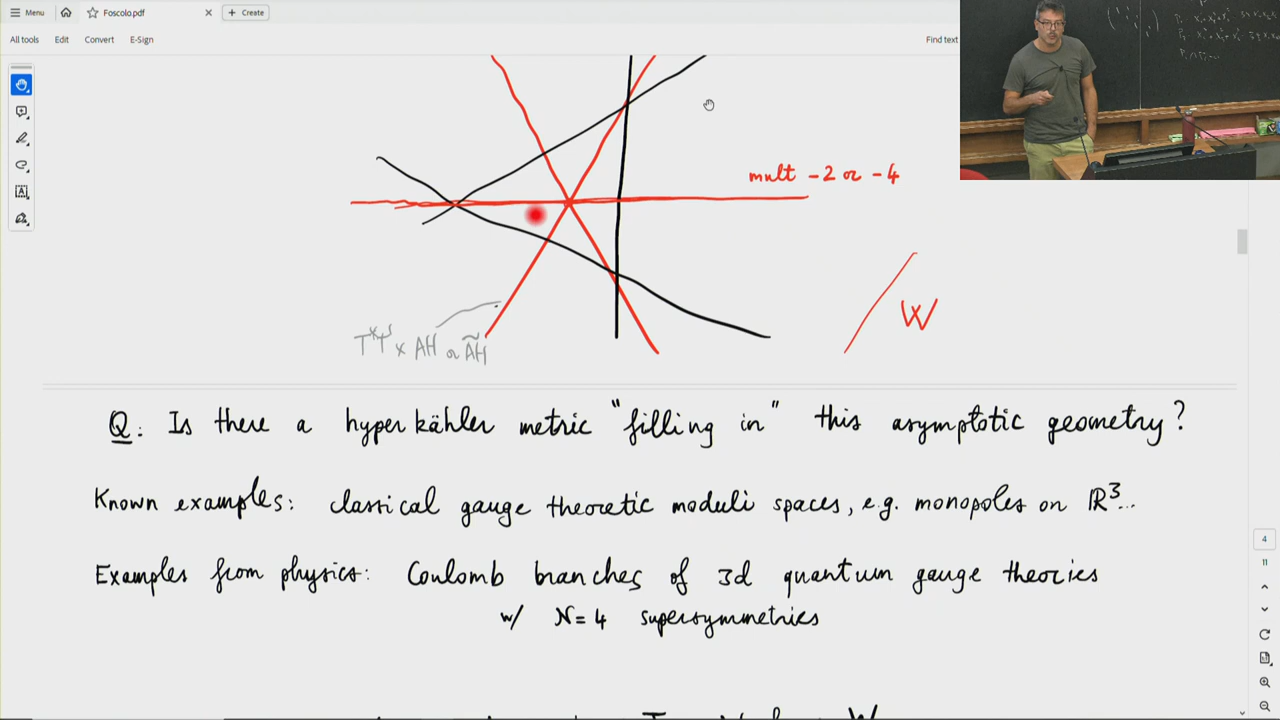 Menu
Foscolo.pdf
Create
All tools
Edit
Convert
E-Sign
Find text
mult -2 or -4
W
T*T^s × AH or A͠H
Q: Is there a hyperkähler metric "filling in" this asymptotic geometry?
Known examples: classical gauge theoretic moduli spaces, e.g. monopoles on ℝ³...
Examples from physics: Coulomb branches of 3d quantum gauge theories
w/ N=4 supersymmetries
4
11